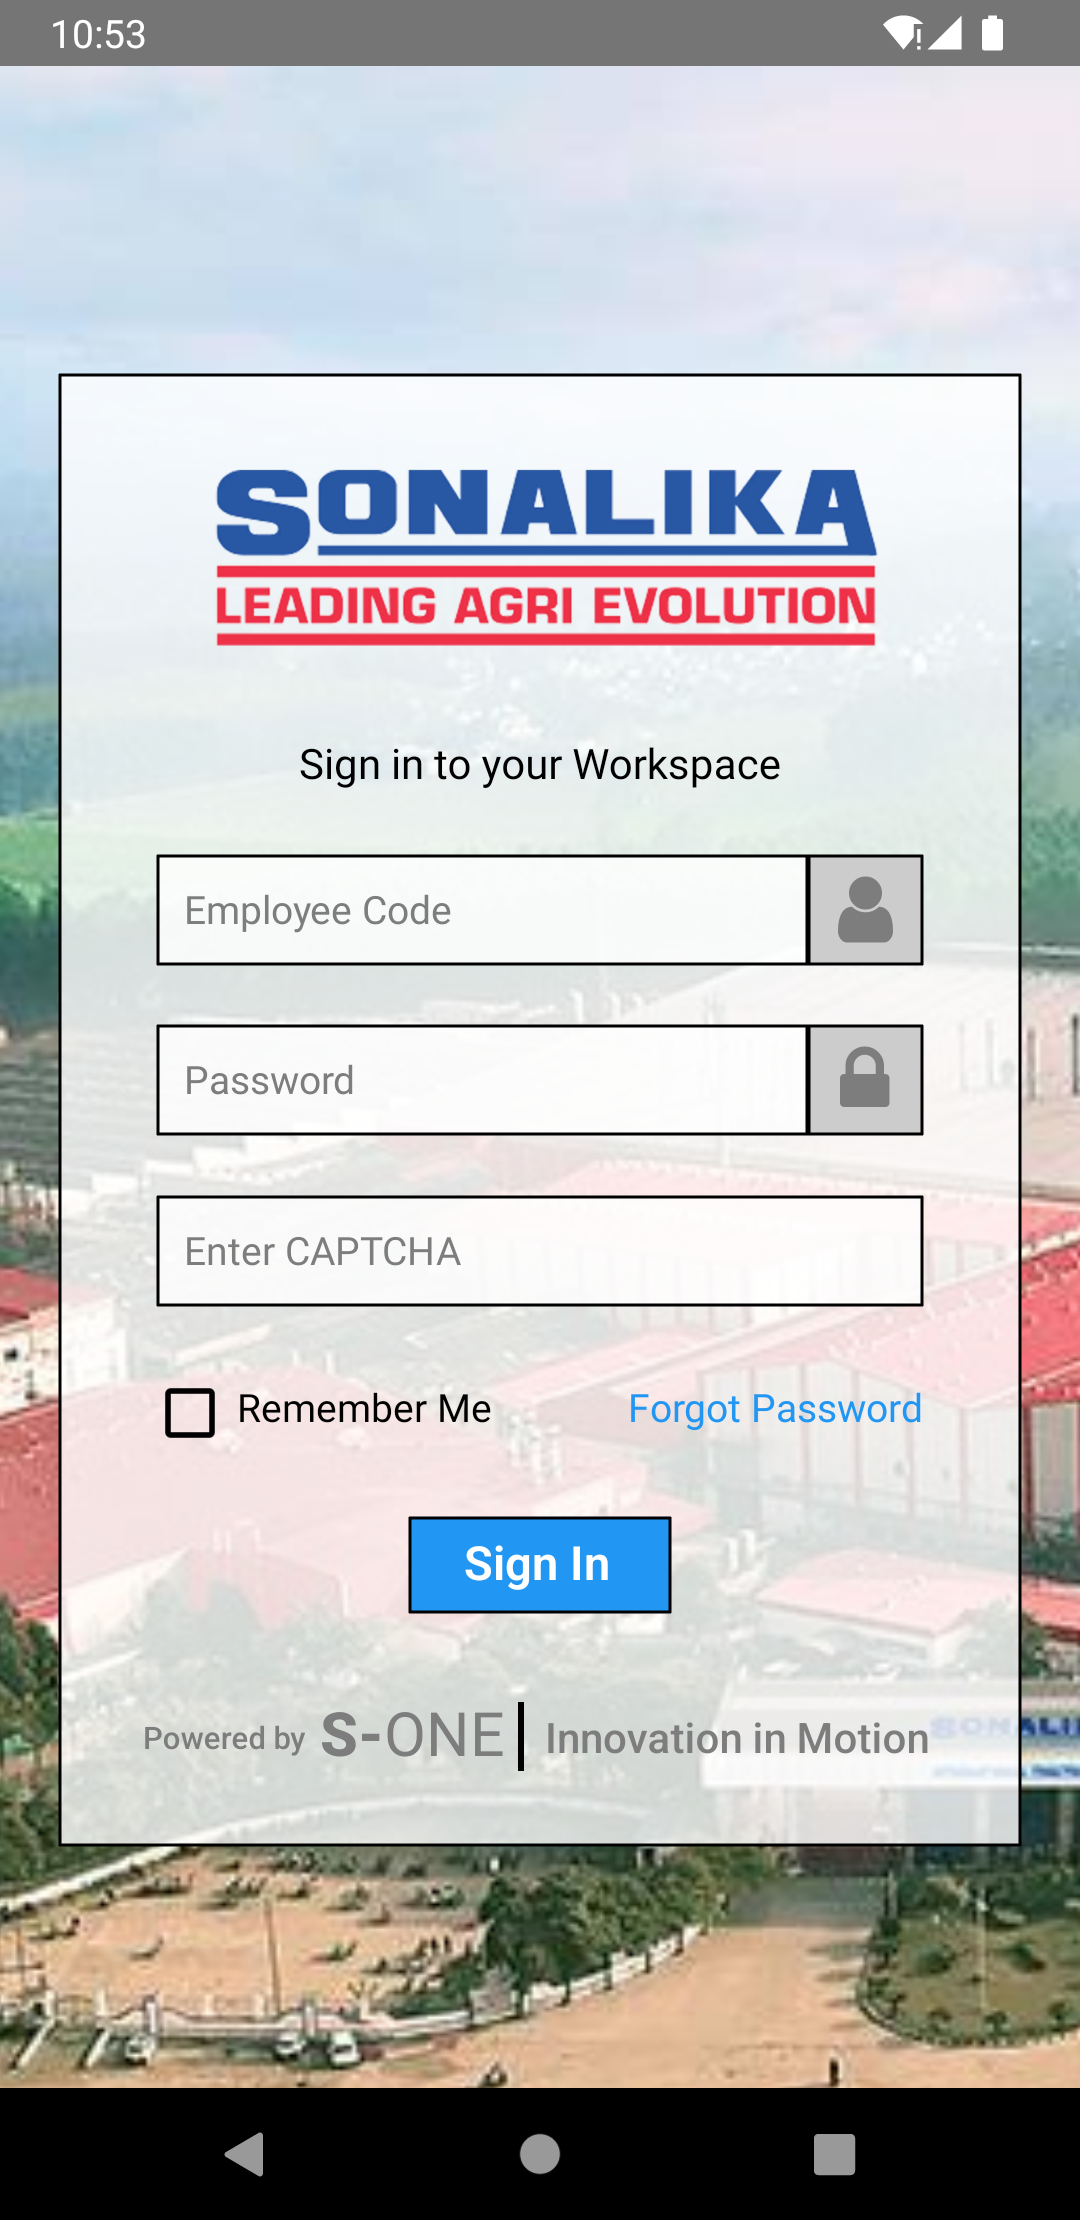 10:53
SONALIKA
LEADING AGRI EVOLUTION
Sign in to your Workspace
Employee Code
Password
Enter CAPTCHA
Remember Me
Forgot Password
Sign In
Powered by S-ONE | Innovation in Motion